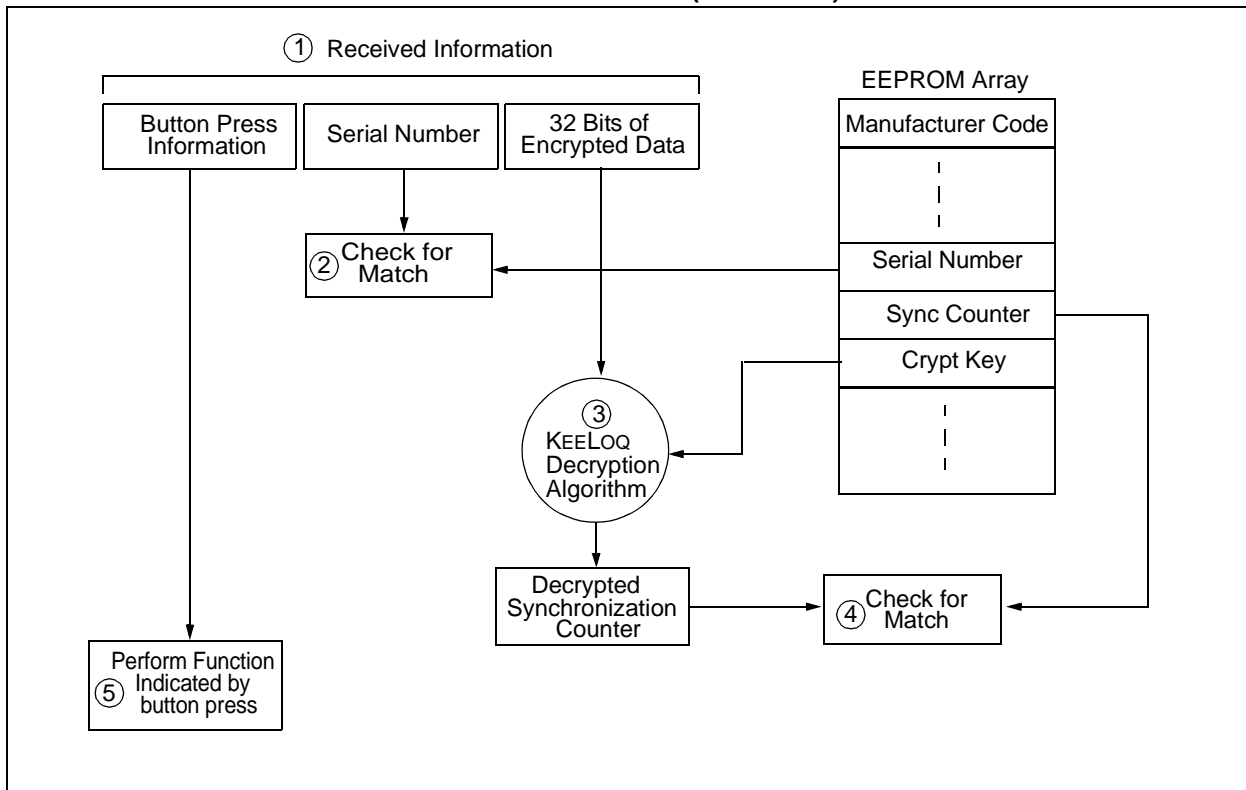 ① Received Information
EEPROM Array
Button Press
Information
Serial Number
32 Bits of
Encrypted Data
Manufacturer Code
② Check for
Match
Serial Number
Sync Counter
Crypt Key
③
KEELOQ
Decryption
Algorithm
Decrypted
Synchronization
Counter
④ Check for
Match
Perform Function
⑤ Indicated by
button press